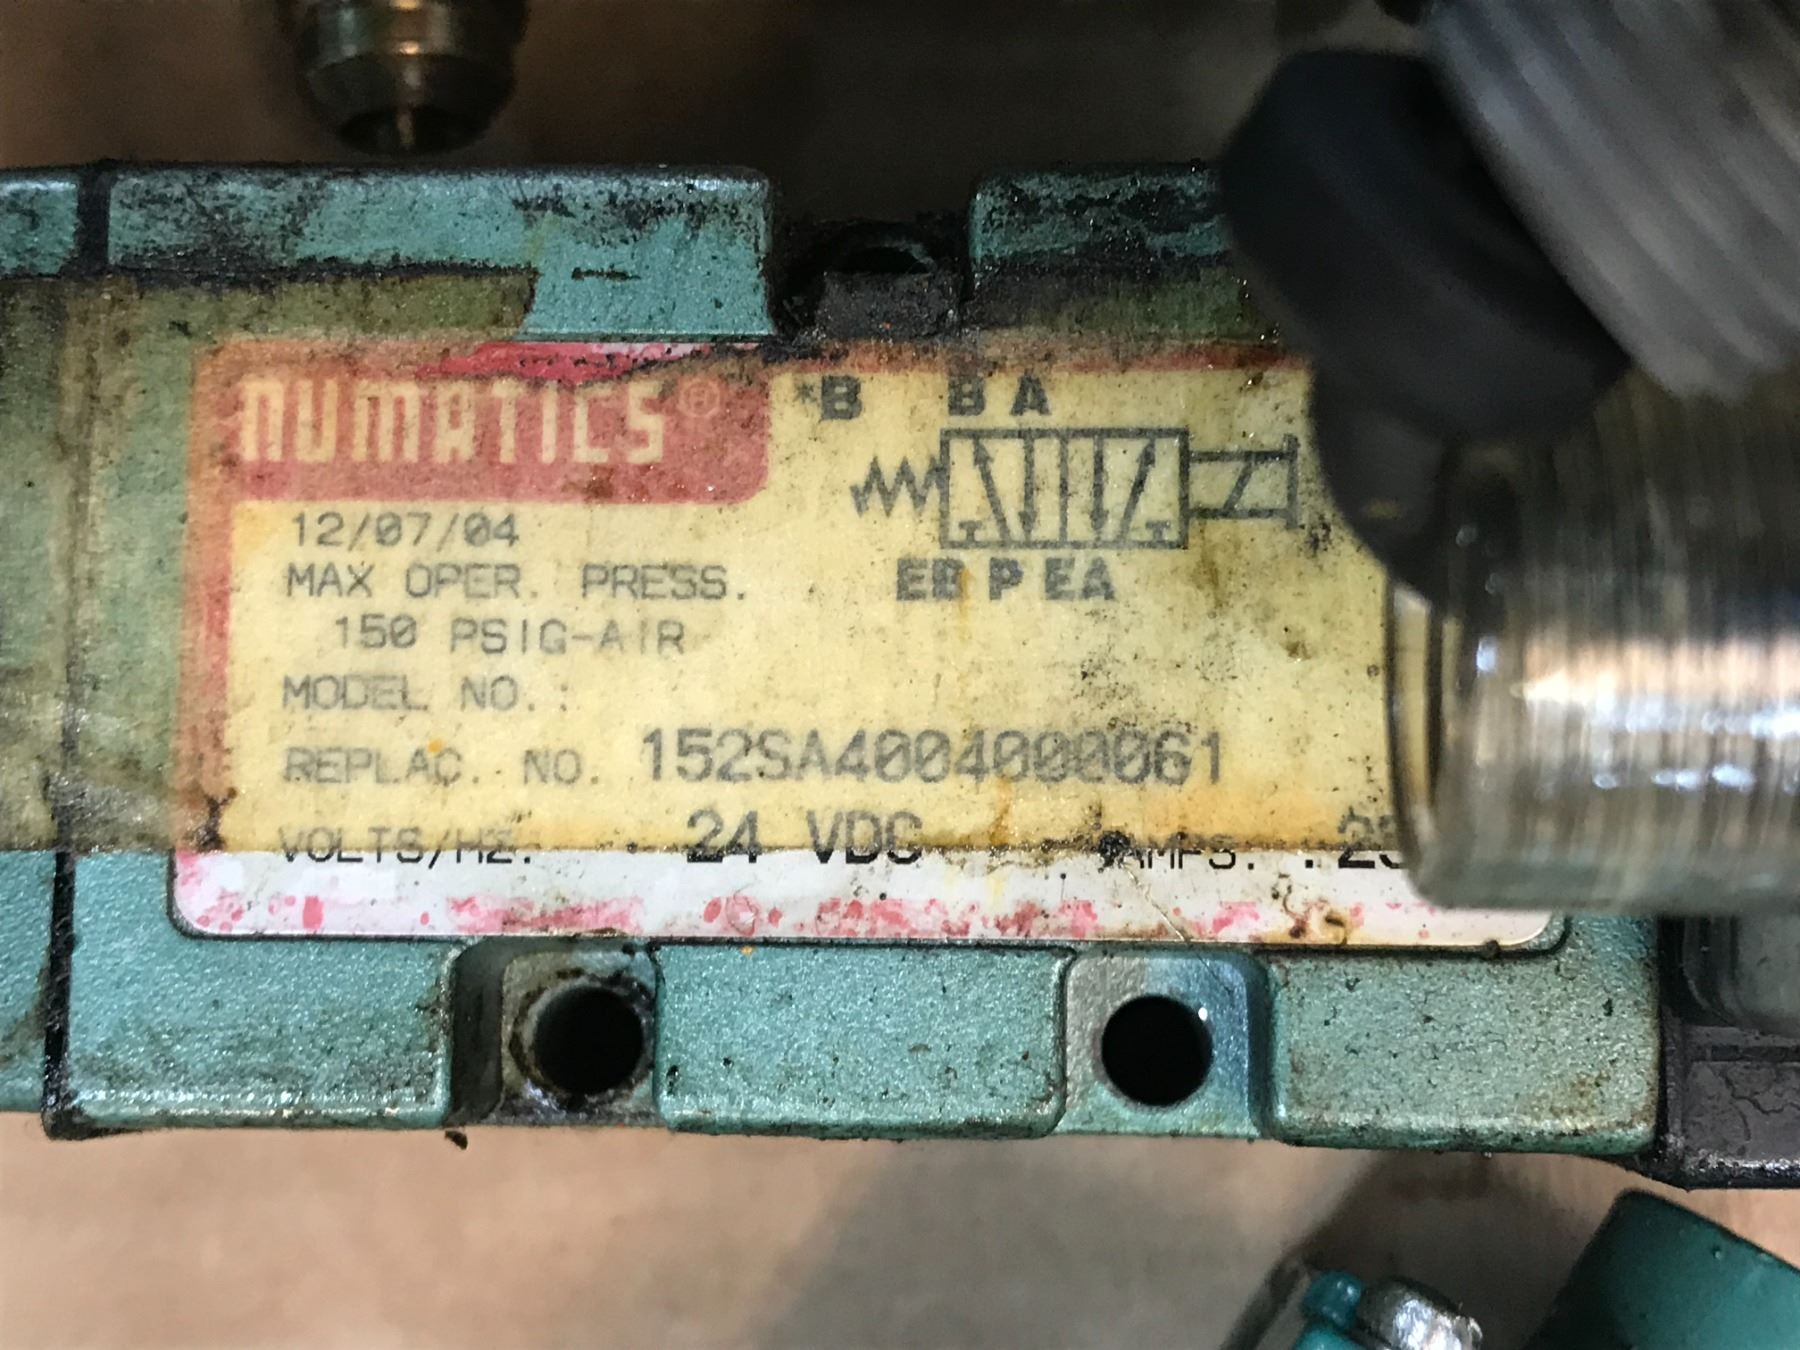 NUMATICS®
*B B A
12/07/04
EB P EA
MAX OPER. PRESS.
150 PSIG-AIR
MODEL NO.:
REPLAC. NO. 152SA4004000061
VOLTS/HZ: 24 VDC AMPS.